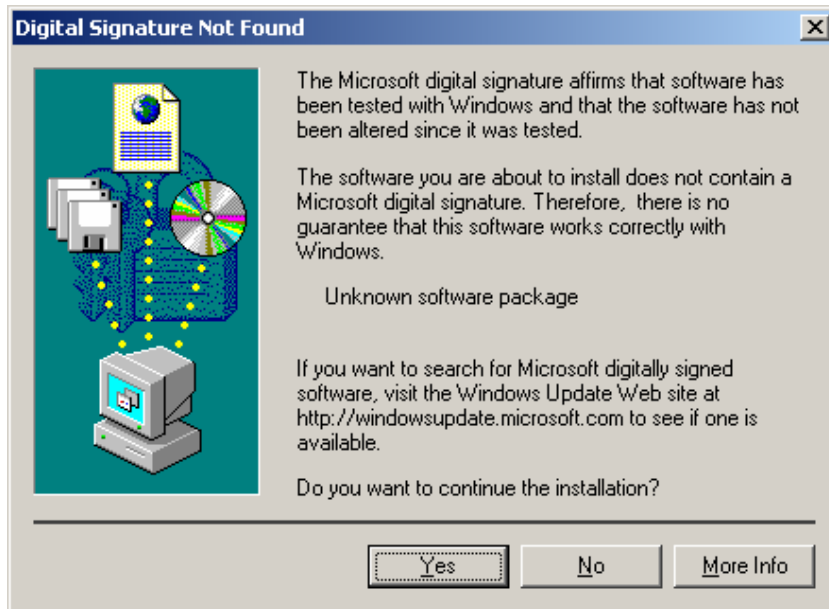 Digital Signature Not Found
The Microsoft digital signature affirms that software has
been tested with Windows and that the software has not
been altered since it was tested.
The software you are about to install does not contain a
Microsoft digital signature. Therefore,  there is no
guarantee that this software works correctly with
Windows.
Unknown software package
If you want to search for Microsoft digitally signed
software, visit the Windows Update Web site at
http://windowsupdate.microsoft.com to see if one is
available.
Do you want to continue the installation?
Yes No More Info